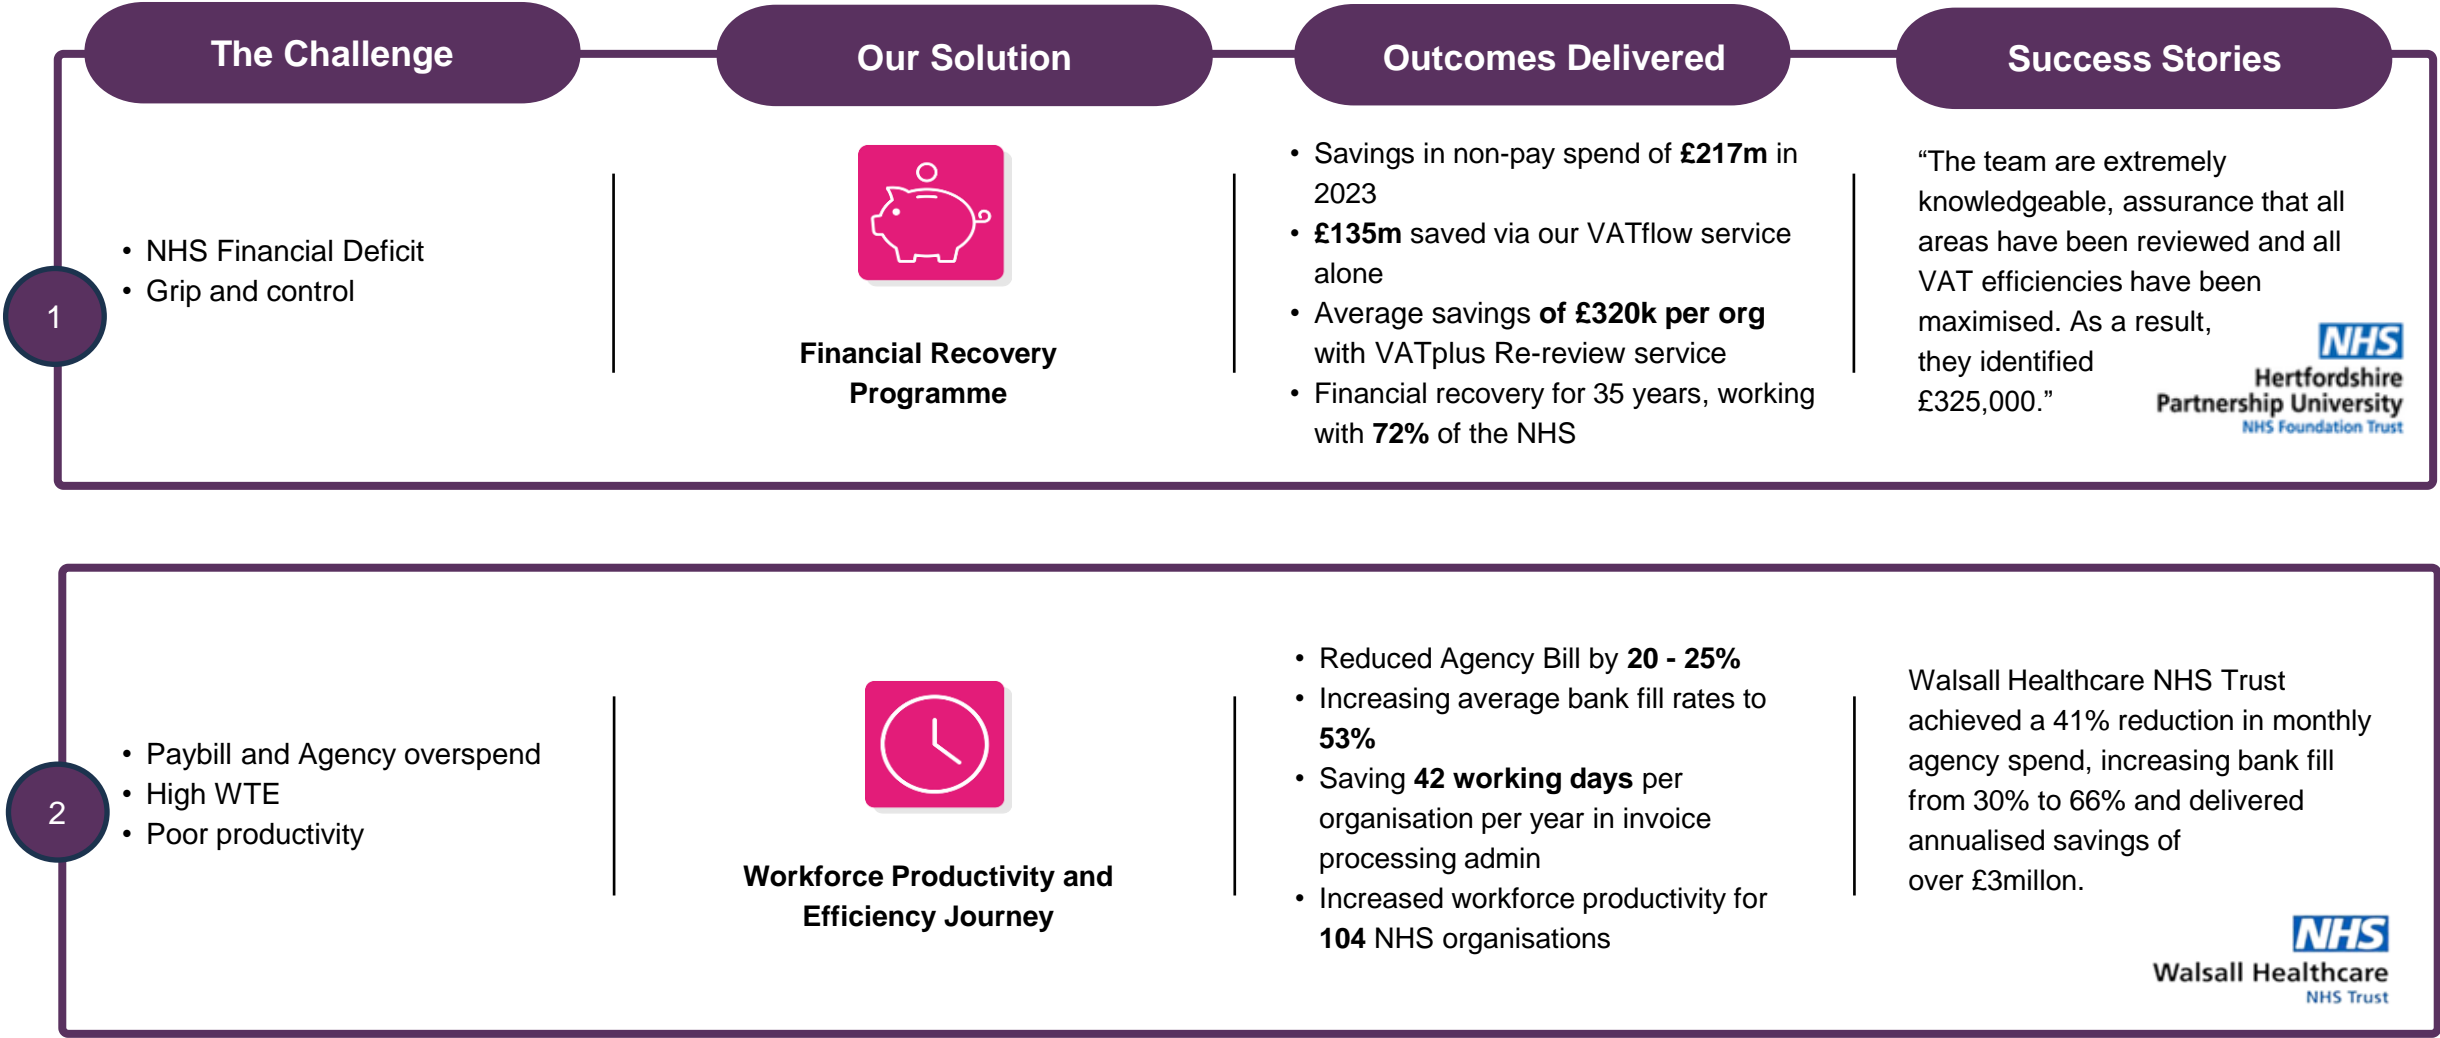 The Challenge
Our Solution
Outcomes Delivered
Success Stories
1
• NHS Financial Deficit
• Grip and control
Financial Recovery
Programme
• Savings in non-pay spend of £217m in
2023
• £135m saved via our VATflow service
alone
• Average savings of £320k per org
with VATplus Re-review service
• Financial recovery for 35 years, working
with 72% of the NHS
“The team are extremely
knowledgeable, assurance that all
areas have been reviewed and all
VAT efficiencies have been
maximised. As a result,
they identified
£325,000.”
NHS
Hertfordshire
Partnership University
NHS Foundation Trust
2
• Paybill and Agency overspend
• High WTE
• Poor productivity
Workforce Productivity and
Efficiency Journey
• Reduced Agency Bill by 20 - 25%
• Increasing average bank fill rates to
53%
• Saving 42 working days per
organisation per year in invoice
processing admin
• Increased workforce productivity for
104 NHS organisations
Walsall Healthcare NHS Trust
achieved a 41% reduction in monthly
agency spend, increasing bank fill
from 30% to 66% and delivered
annualised savings of
over £3millon.
NHS
Walsall Healthcare
NHS Trust